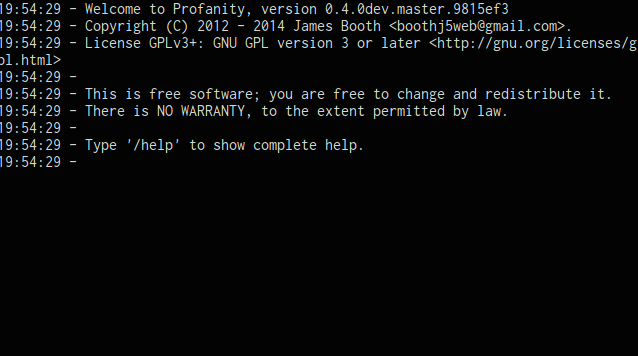 19:54:29 - Welcome to Profanity, version 0.4.0dev.master.9815ef3
19:54:29 - Copyright (C) 2012 - 2014 James Booth <boothj5web@gmail.com>.
19:54:29 - License GPLv3+: GNU GPL version 3 or later <http://gnu.org/licenses/g
pl.html>
19:54:29 -
19:54:29 - This is free software; you are free to change and redistribute it.
19:54:29 - There is NO WARRANTY, to the extent permitted by law.
19:54:29 -
19:54:29 - Type '/help' to show complete help.
19:54:29 -